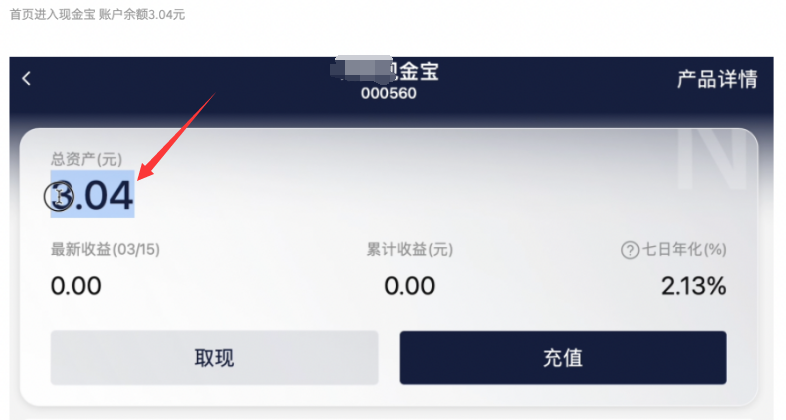 首页进入现金宝 账户余额3.04元
金宝
000560
产品详情
N
总资产(元)
3.04
最新收益(03/15)
累计收益(元)
?七日年化(%)
0.00
0.00
2.13%
取现
充值